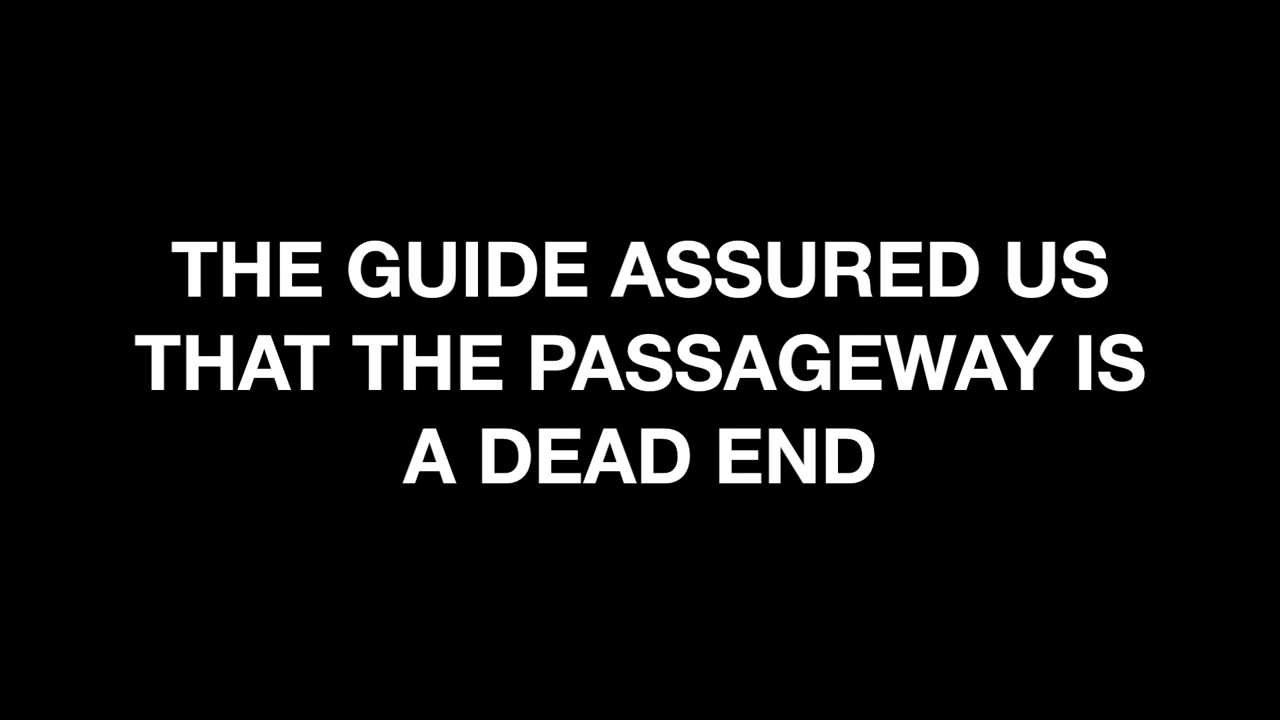 THE GUIDE ASSURED US
THAT THE PASSAGEWAY IS
A DEAD END